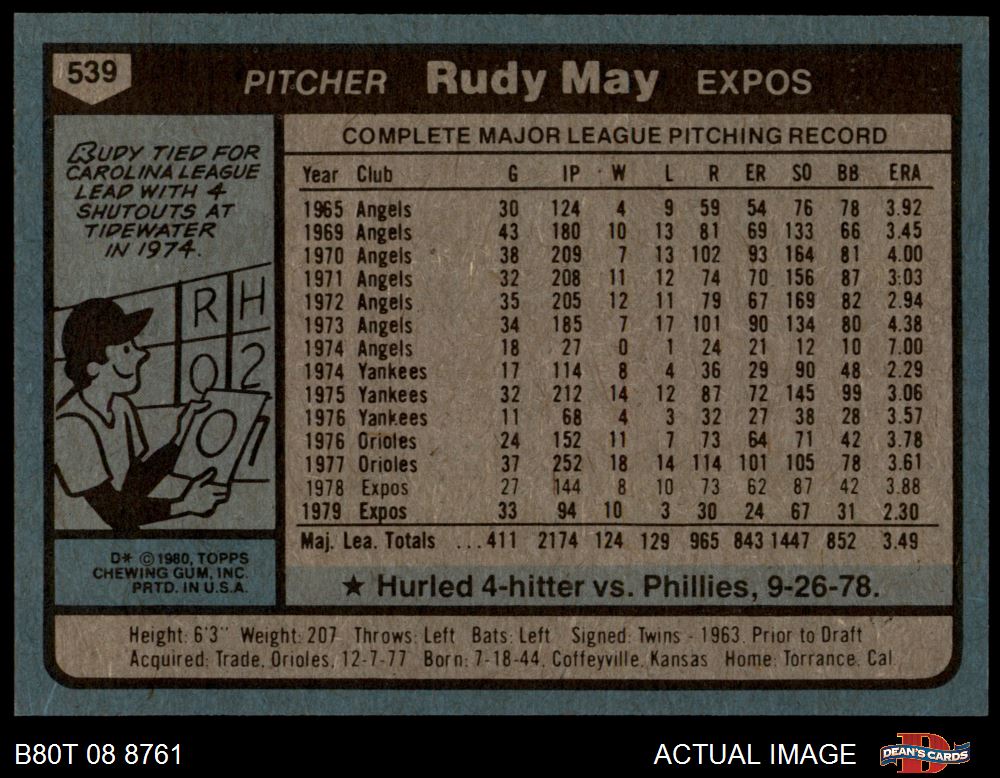 539 PITCHER Rudy May EXPOS
RUDY TIED FOR
CAROLINA LEAGUE
LEAD WITH 4
SHUTOUTS AT
TIDEWATER
IN 1974.
R H
0 2
0 1
D* © 1980, TOPPS
CHEWING GUM, INC.
PRTD. IN U.S.A.
COMPLETE MAJOR LEAGUE PITCHING RECORD
Year Club G IP W L R ER SO BB ERA
1965 Angels 30 124 4 9 59 54 76 78 3.92
1969 Angels 43 180 10 13 81 69 133 66 3.45
1970 Angels 38 209 7 13 102 93 164 81 4.00
1971 Angels 32 208 11 12 74 70 156 87 3.03
1972 Angels 35 205 12 11 79 67 169 82 2.94
1973 Angels 34 185 7 17 101 90 134 80 4.38
1974 Angels 18 27 0 1 24 21 12 10 7.00
1974 Yankees 17 114 8 4 36 29 90 48 2.29
1975 Yankees 32 212 14 12 87 72 145 99 3.06
1976 Yankees 11 68 4 3 32 27 38 28 3.57
1976 Orioles 24 152 11 7 73 64 71 42 3.78
1977 Orioles 37 252 18 14 114 101 105 78 3.61
1978 Expos 27 144 8 10 73 62 87 42 3.88
1979 Expos 33 94 10 3 30 24 67 31 2.30
Maj. Lea. Totals ...411 2174 124 129 965 843 1447 852 3.49
★ Hurled 4-hitter vs. Phillies, 9-26-78.
Height: 6'3" Weight: 207 Throws: Left Bats: Left Signed: Twins - 1963. Prior to Draft
Acquired: Trade, Orioles, 12-7-77 Born: 7-18-44, Coffeyville, Kansas Home: Torrance, Cal.
B80T 08 8761 ACTUAL IMAGE DEAN'S CARDS